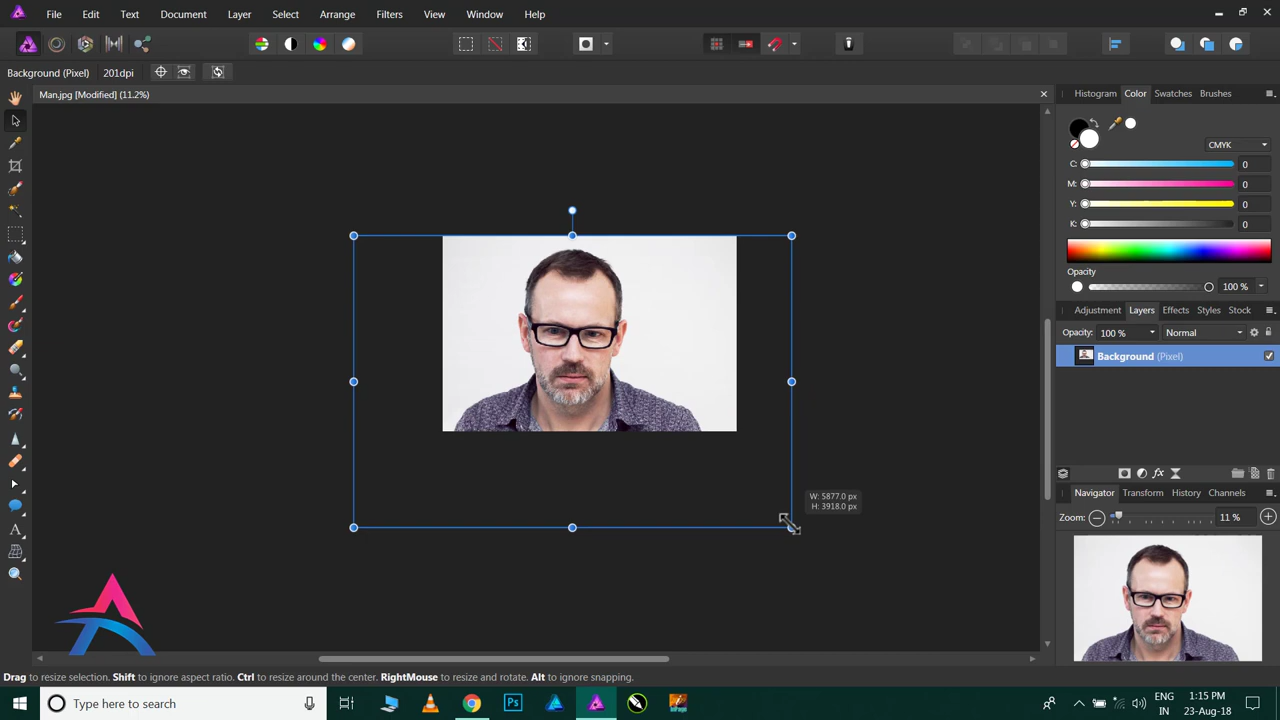 File Edit Text Document Layer Select Arrange Filters View Window Help
Background (Pixel) 201dpi
Man.jpg [Modified] (11.2%)
Histogram Color Swatches Brushes
CMYK
C: 0
M: 0
Y: 0
K: 0
Opacity
100 %
Adjustment Layers Effects Styles Stock
Opacity: 100 % Normal
Background (Pixel)
W: 5877.0 px
H: 3918.0 px
Navigator Transform History Channels
Zoom: 11 %
Drag to resize selection. Shift to ignore aspect ratio. Ctrl to resize around the center. RightMouse to resize and rotate. Alt to ignore snapping.
Type here to search
Ps
ENG
IN
1:15 PM
23-Aug-18